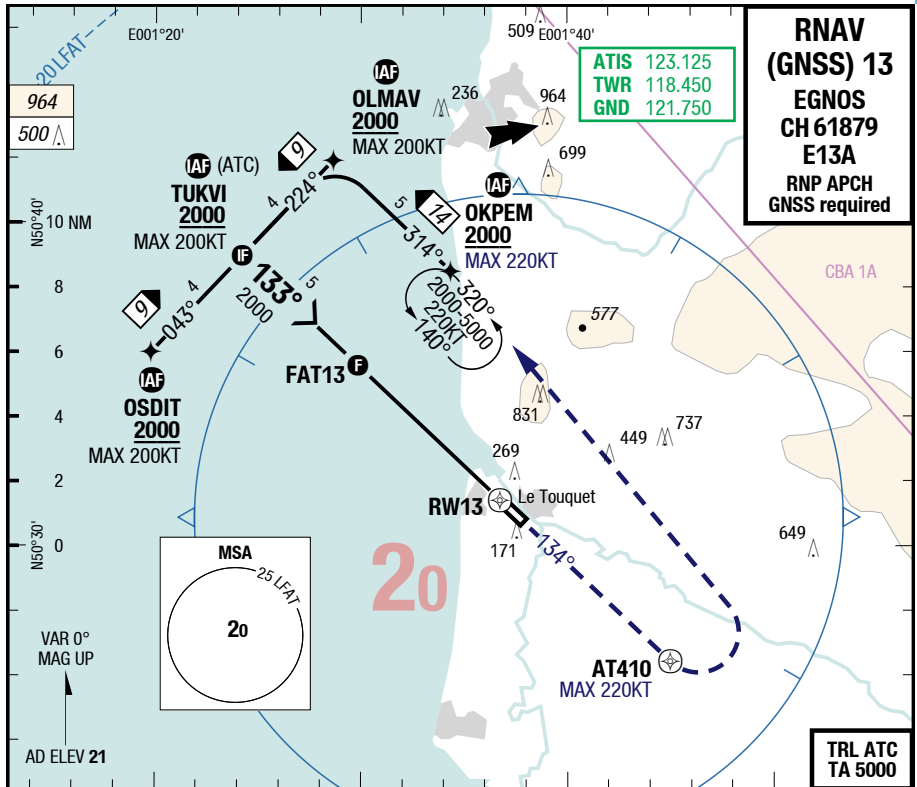 E001°20'
509
E001°40'
20 LFAT
RNAV
(GNSS) 13
EGNOS
CH 61879
E13A
RNP APCH
GNSS required
ATIS 123.125
TWR 118.450
GND 121.750
964
500
IAF
OLMAV
2000
MAX 200KT
236
964
699
IAF (ATC)
TUKVI
2000
MAX 200KT
9
4
224°
5
14
314°
IAF
OKPEM
2000
MAX 220KT
N50°40'
10 NM
8
6
4
2
0
N50°30'
CBA 1A
IF
133°
2000
5
9
4
043°
320°
2000-5000
220KT
140°
577
FAT13
F
IAF
OSDIT
2000
MAX 200KT
831
449
737
269
RW13
Le Touquet
171
134°
649
20
MSA
25 LFAT
20
VAR 0°
MAG UP
AT410
MAX 220KT
AD ELEV 21
TRL ATC
TA 5000